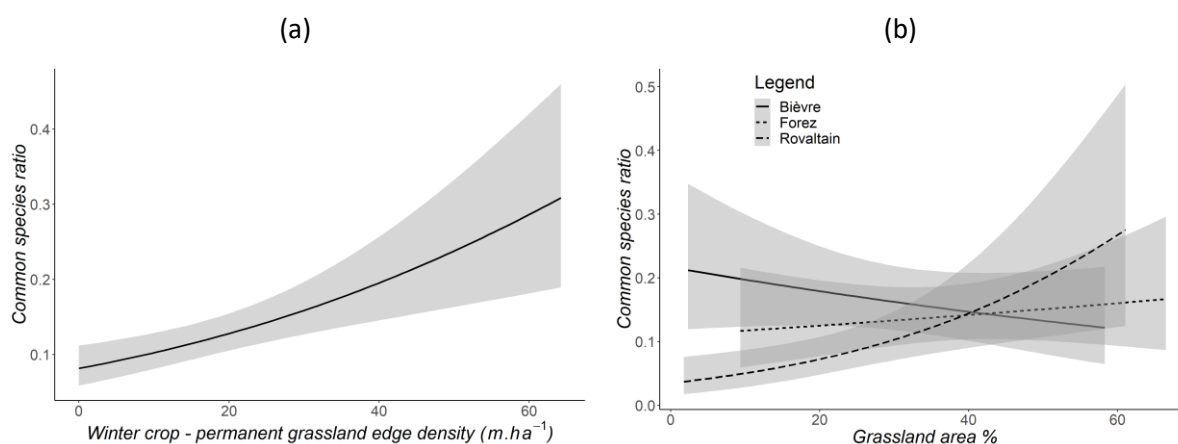 (a)
Common species ratio
0.4
0.3
0.2
0.1
0
20
40
60
Winter crop - permanent grassland edge density (m.ha⁻¹)
(b)
Common species ratio
0.5
0.4
0.3
0.2
0.1
0.0
Legend
Bièvre
Forez
Rovaltain
0
20
40
60
Grassland area %